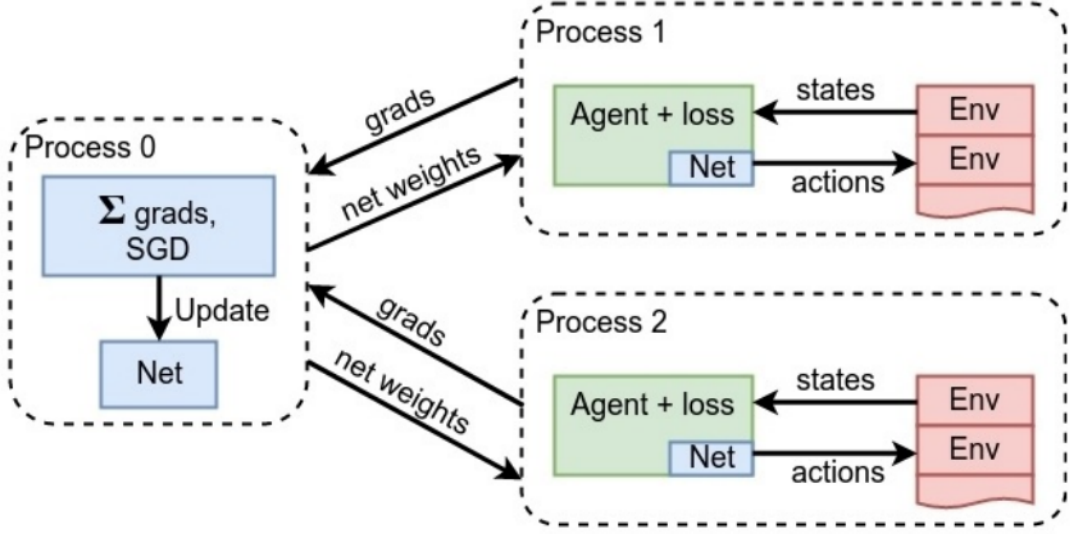 Process 0
Σ grads,
SGD
Update
Net
grads
net weights
grads
net weights
Process 1
Agent + loss
Net
states
actions
Env
Env
Process 2
Agent + loss
Net
states
actions
Env
Env